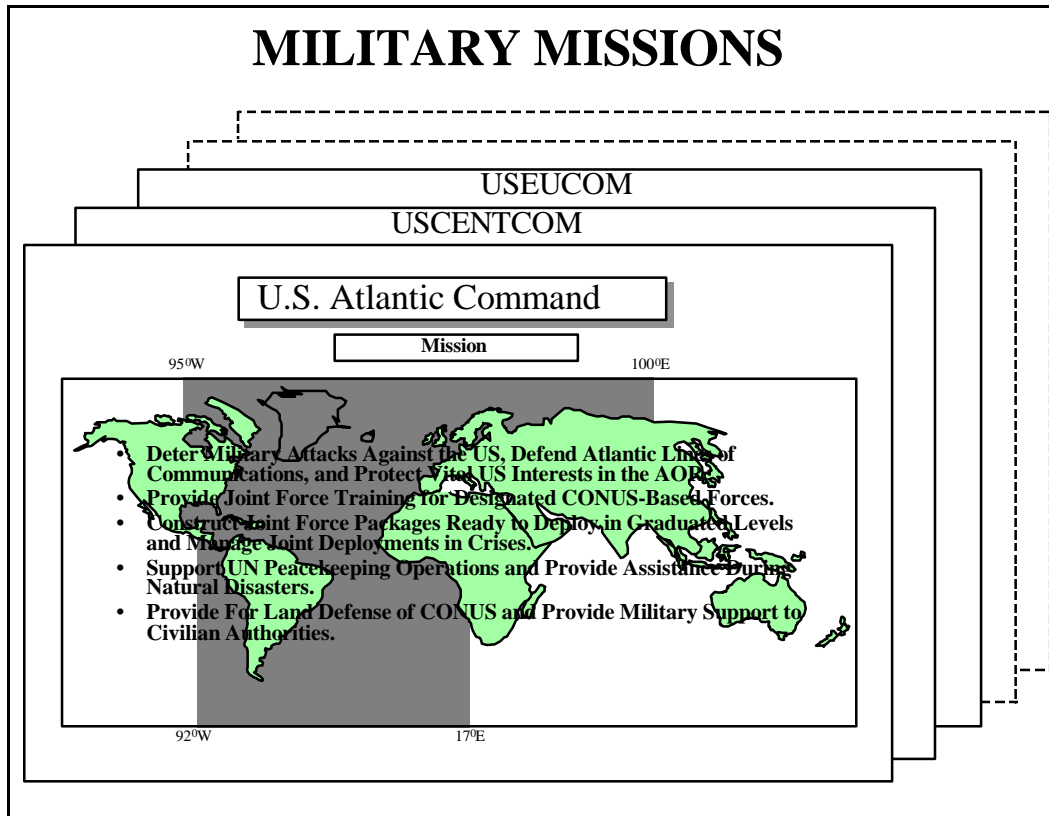 MILITARY MISSIONS
USEUCOM
USCENTCOM
U.S. Atlantic Command
Mission
95⁰W
100⁰E
• Deter Military Attacks Against the US, Defend Atlantic Lines of
Communications, and Protect Vital US Interests in the AOR.
• Provide Joint Force Training for Designated CONUS-Based Forces.
• Construct Joint Force Packages Ready to Deploy in Graduated Levels
and Manage Joint Deployments in Crises.
• Support UN Peacekeeping Operations and Provide Assistance During
Natural Disasters.
• Provide For Land Defense of CONUS and Provide Military Support to
Civilian Authorities.
92⁰W
17⁰E